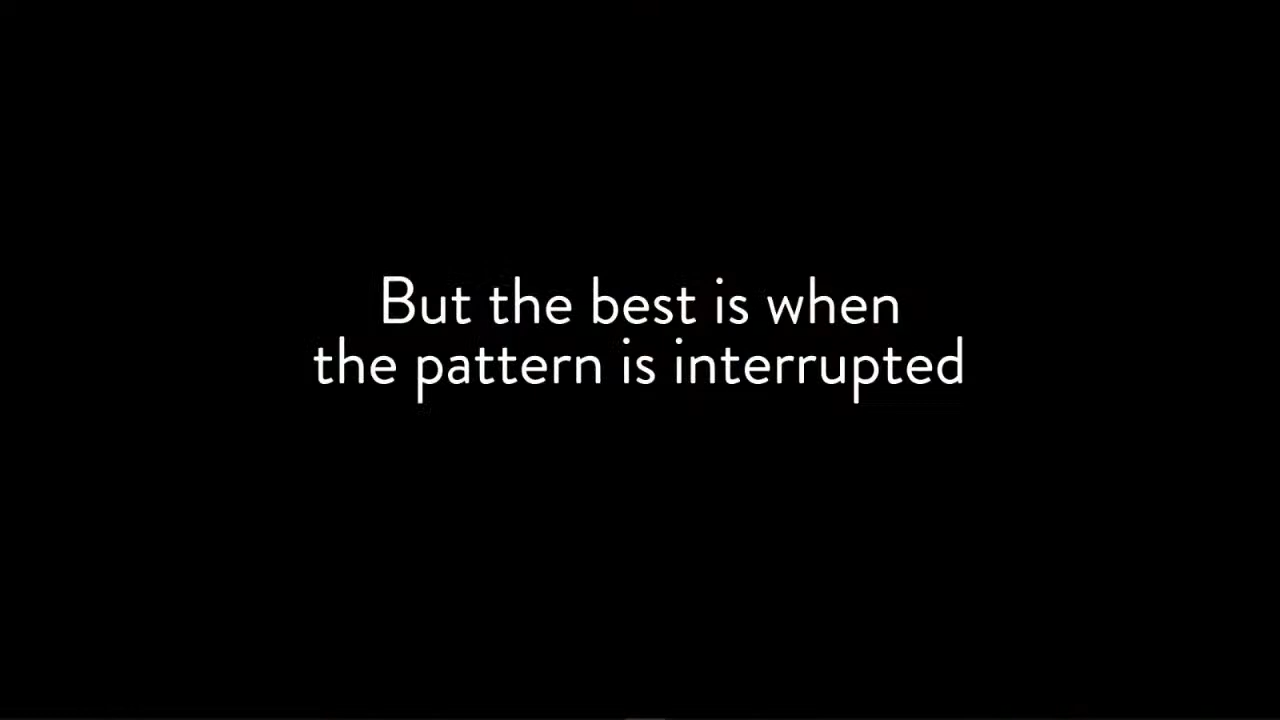 But the best is when
the pattern is interrupted